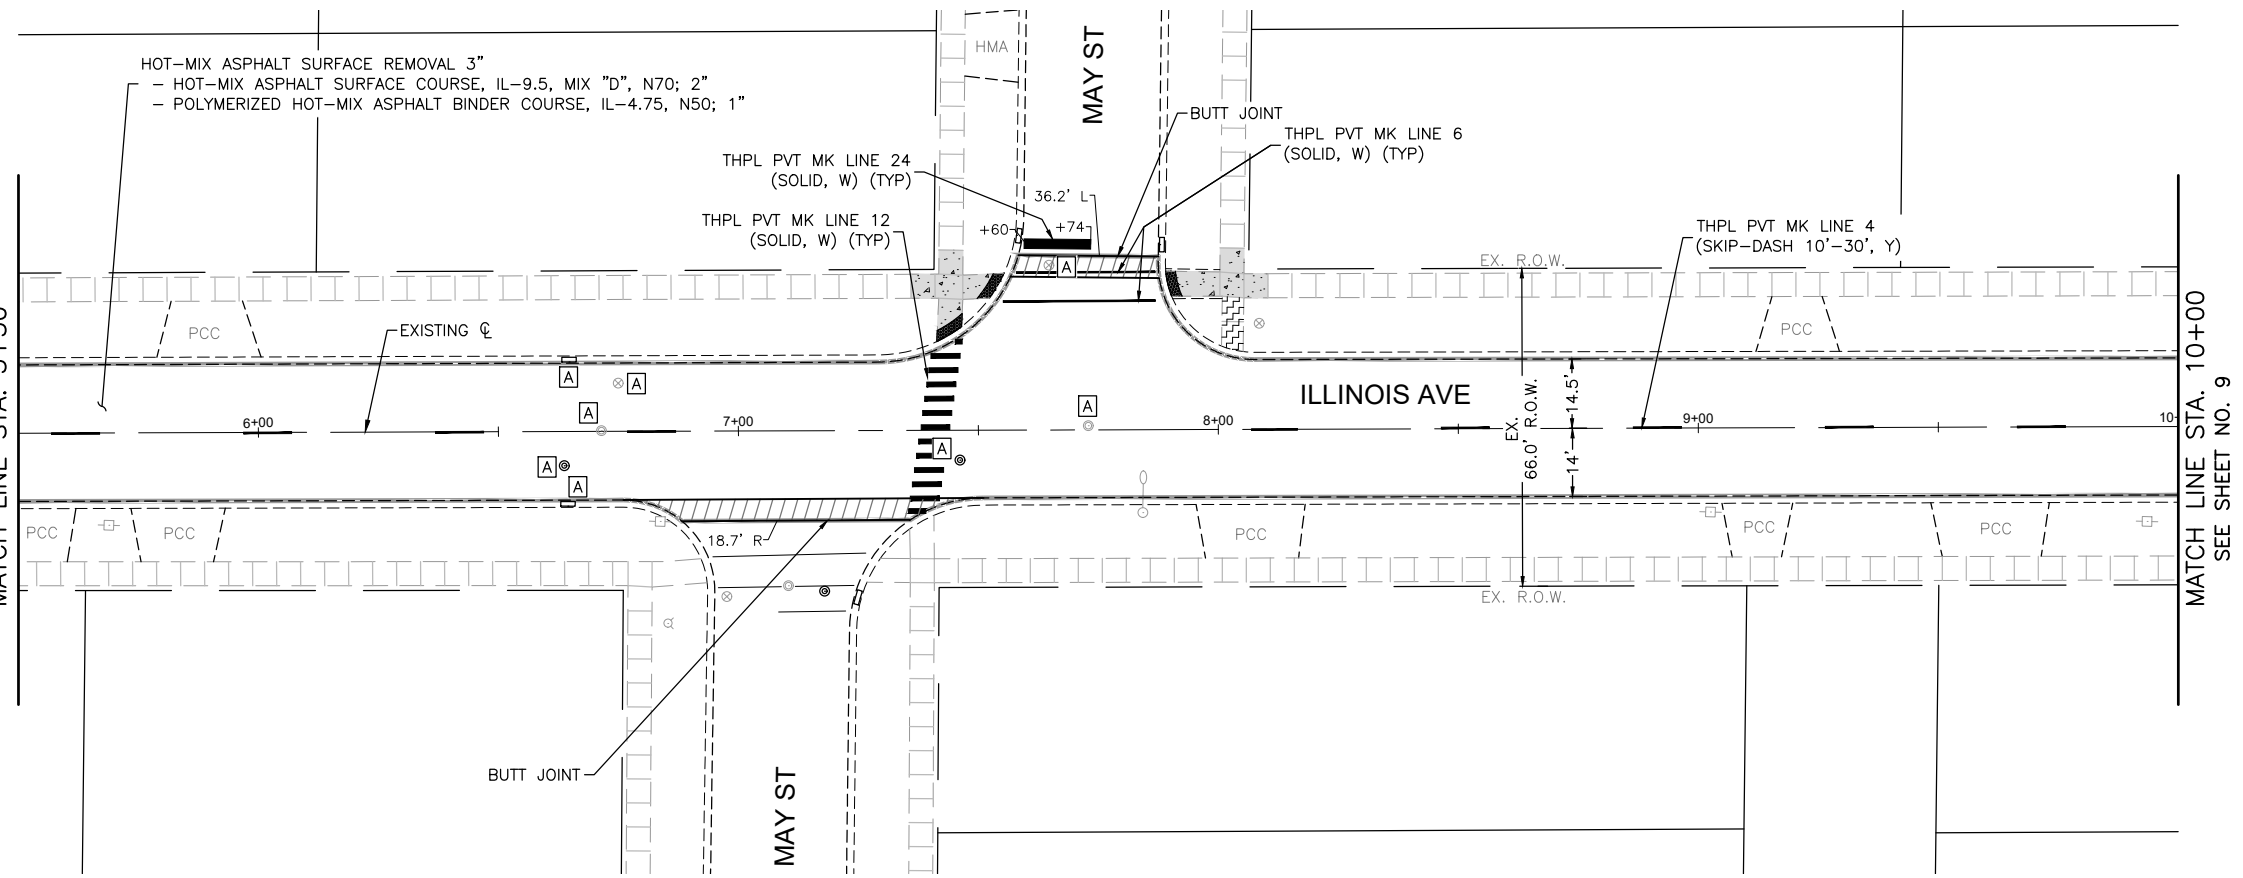 HOT-MIX ASPHALT SURFACE REMOVAL 3"
- HOT-MIX ASPHALT SURFACE COURSE, IL-9.5, MIX "D", N70; 2"
- POLYMERIZED HOT-MIX ASPHALT BINDER COURSE, IL-4.75, N50; 1"
HMA
MAY ST
BUTT JOINT
THPL PVT MK LINE 6
(SOLID, W) (TYP)
THPL PVT MK LINE 24
(SOLID, W) (TYP)
36.2' L
THPL PVT MK LINE 12
(SOLID, W) (TYP)
+60
+74
A
THPL PVT MK LINE 4
(SKIP-DASH 10'-30', Y)
EX. R.O.W.
PCC
EXISTING ℄
PCC
A
A
A
A
ILLINOIS AVE
14.5'
6+00
7+00
8+00
9+00
10
EX.
66.0' R.O.W.
14'
A
A
A
PCC
PCC
18.7' R
PCC
PCC
PCC
EX. R.O.W.
BUTT JOINT
MAY ST
MATCH LINE STA.
MATCH LINE STA. 10+00
SEE SHEET NO. 9